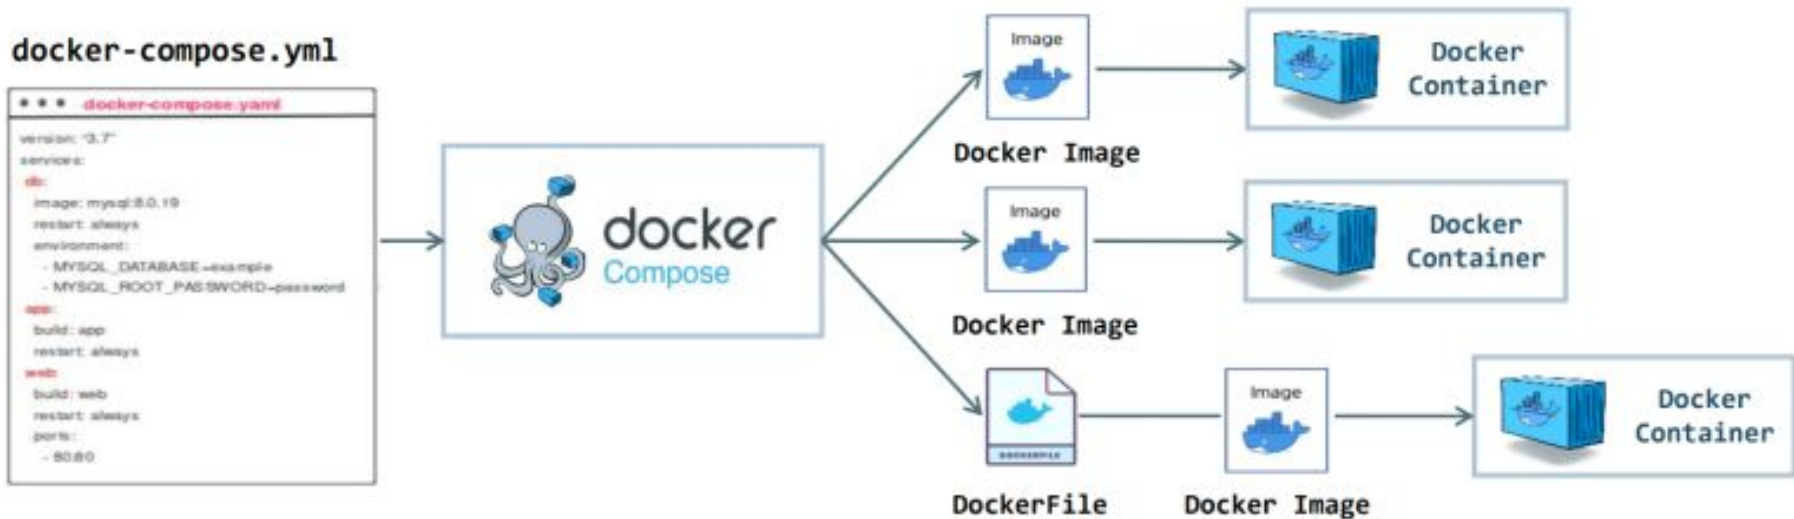 docker-compose.yml
docker-compose.yaml
version: "3.7"
services:
db:
image: mysql:8.0.19
restart: always
environment:
- MYSQL_DATABASE=example
- MYSQL_ROOT_PASSWORD=password
app:
build: app
restart: always
web:
build: web
restart: always
ports:
- 80:80
docker
Compose
Image
Docker Image
Docker
Container
Image
Docker Image
Docker
Container
DOCKERFILE
DockerFile
Image
Docker Image
Docker
Container